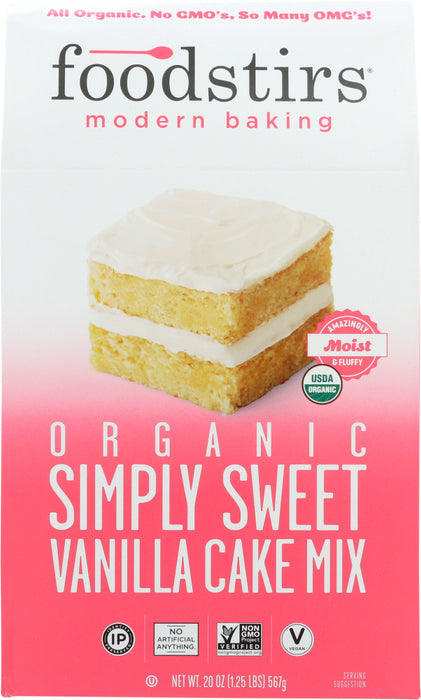 All Organic. No GMO's. So Many OMG's!
foodstirs®
modern baking
AMAZINGLY
Moist
& FLUFFY
USDA
ORGANIC
ORGANIC
SIMPLY SWEET
VANILLA CAKE MIX
IP
NO
ARTIFICIAL
ANYTHING.
NON
GMO
Project
VERIFIED
nongmoproject.org
V
VEGAN
U NET WT. 20 OZ (1.25 LBS) 567g
SERVING
SUGGESTION